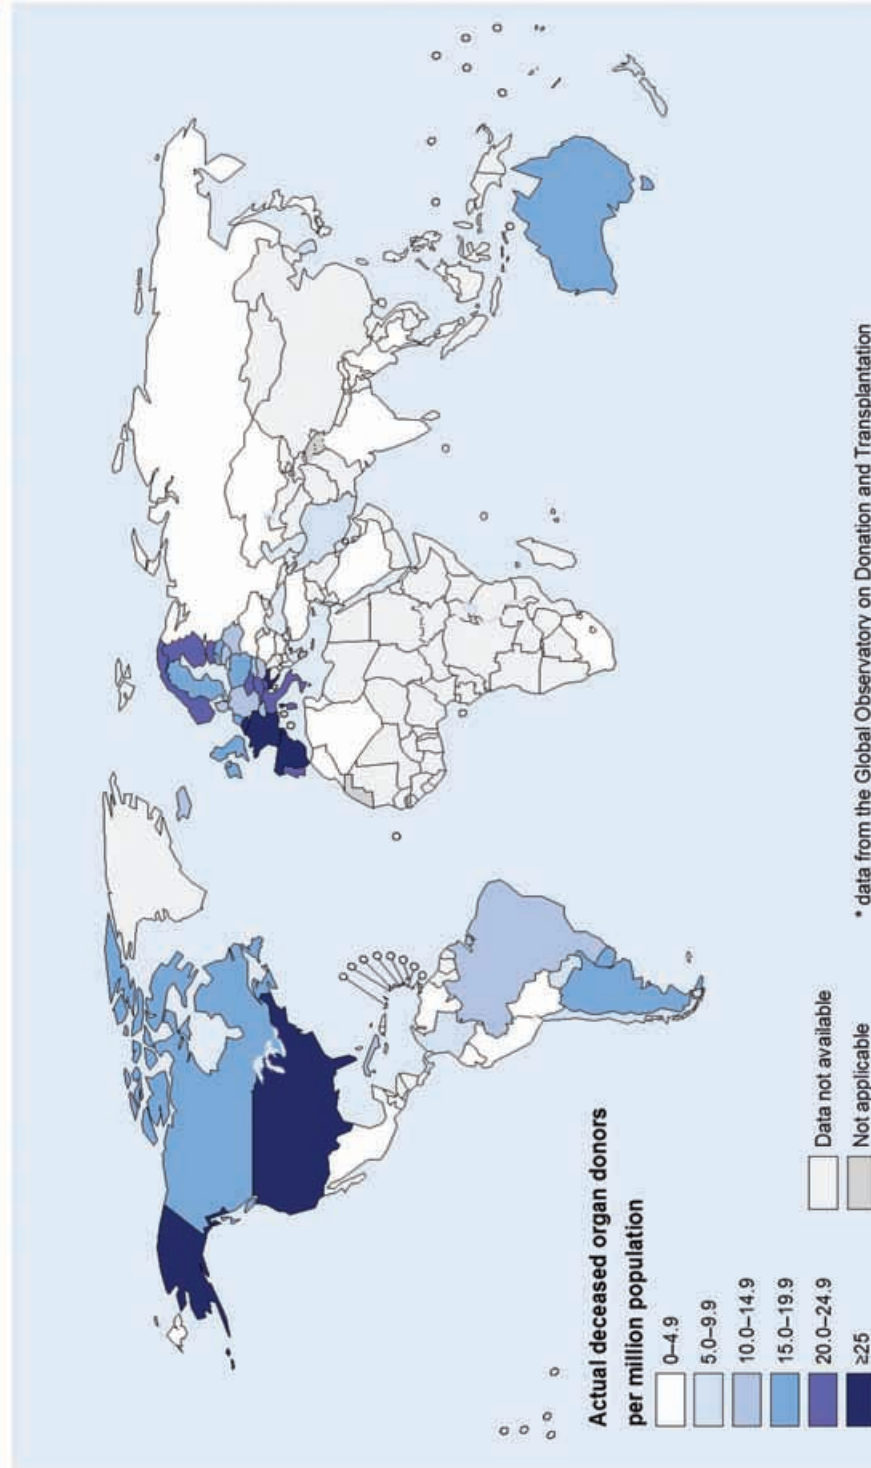 Actual deceased organ donors
per million population
0–4.9
5.0–9.9
10.0–14.9
15.0–19.9
20.0–24.9
≥25
Data not available
Not applicable
* data from the Global Observatory on Donation and Transplantation